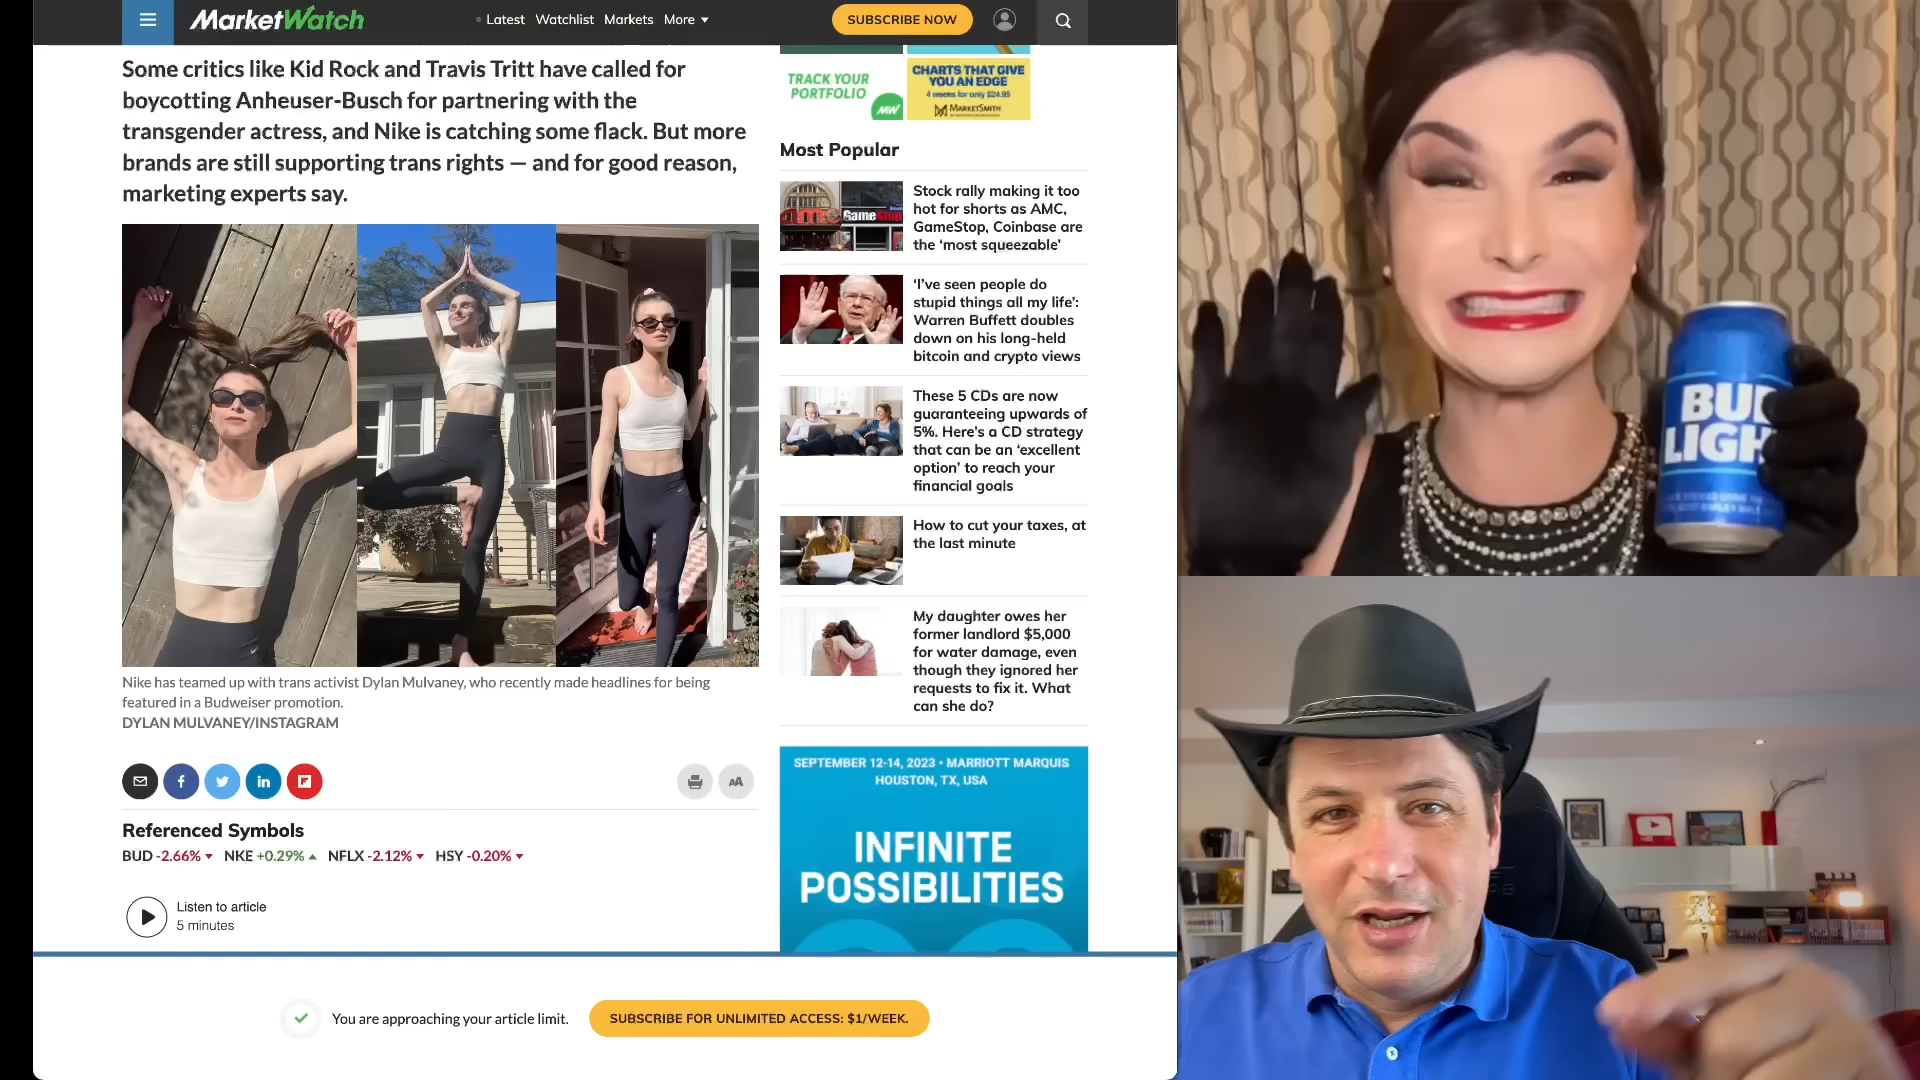 MarketWatch
Latest Watchlist Markets More
SUBSCRIBE NOW
Some critics like Kid Rock and Travis Tritt have called for
boycotting Anheuser-Busch for partnering with the
transgender actress, and Nike is catching some flack. But more
brands are still supporting trans rights — and for good reason,
marketing experts say.
Nike has teamed up with trans activist Dylan Mulvaney, who recently made headlines for being
featured in a Budweiser promotion.
DYLAN MULVANEY/INSTAGRAM
AA
Referenced Symbols
BUD -2.66% NKE +0.29% NFLX -2.12% HSY -0.20%
Listen to article
5 minutes
TRACK YOUR
PORTFOLIO
MW
CHARTS THAT GIVE
YOU AN EDGE
4 weeks for only $24.95
MARKETSMITH
Most Popular
GameStop
Stock rally making it too
hot for shorts as AMC,
GameStop, Coinbase are
the ‘most squeezable’
‘I’ve seen people do
stupid things all my life’:
Warren Buffett doubles
down on his long-held
bitcoin and crypto views
These 5 CDs are now
guaranteeing upwards of
5%. Here’s a CD strategy
that can be an ‘excellent
option’ to reach your
financial goals
How to cut your taxes, at
the last minute
My daughter owes her
former landlord $5,000
for water damage, even
though they ignored her
requests to fix it. What
can she do?
SEPTEMBER 12-14, 2023 • MARRIOTT MARQUIS
HOUSTON, TX, USA
INFINITE
POSSIBILITIES
You are approaching your article limit.
SUBSCRIBE FOR UNLIMITED ACCESS: $1/WEEK.
BUD
LIGH